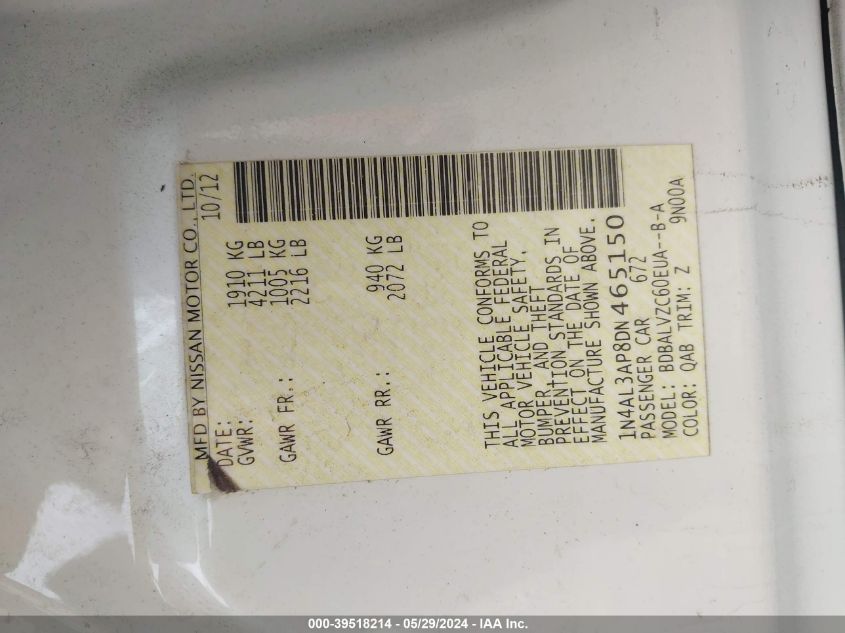 MFD BY NISSAN MOTOR CO., LTD.
DATE: 10/12
GVWR: 1910 KG
4211 LB
GAWR FR.: 1005 KG
2216 LB
GAWR RR.: 940 KG
2072 LB
THIS VEHICLE CONFORMS TO
ALL APPLICABLE FEDERAL
MOTOR VEHICLE SAFETY,
BUMPER, AND THEFT
PREVENTION STANDARDS IN
EFFECT ON THE DATE OF
MANUFACTURE SHOWN ABOVE.
1N4AL3AP8DN465150
PASSENGER CAR 672
MODEL: BDBALVZC60EUA--B-A
COLOR: QAB TRIM: Z 9N00A
000-39518214 - 05/29/2024 - IAA Inc.